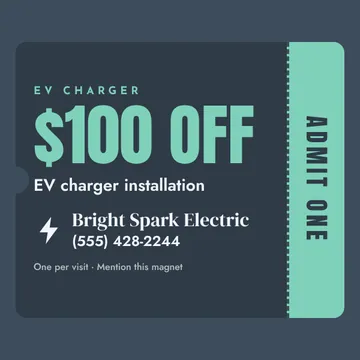 EV CHARGER
$100 OFF
EV charger installation
Bright Spark Electric
(555) 428-2244
One per visit · Mention this magnet
ADMIT ONE